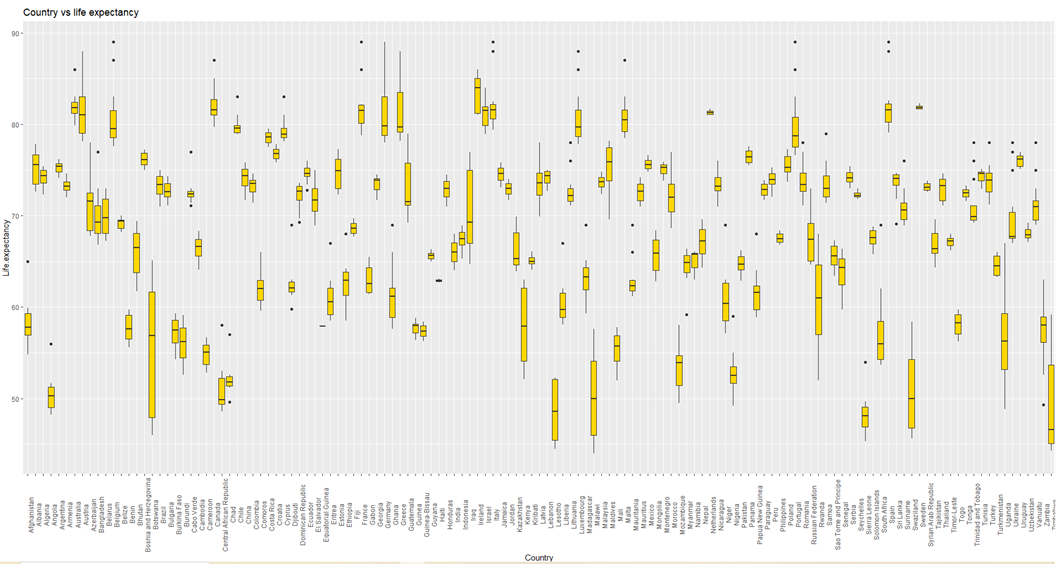 Country vs life expectancy
90
80
70
60
50
Life expectancy
Afghanistan
Albania
Algeria
Angola
Argentina
Armenia
Australia
Austria
Azerbaijan
Bangladesh
Belarus
Belgium
Belize
Benin
Bhutan
Bosnia and Herzegovina
Botswana
Brazil
Bulgaria
Burkina Faso
Burundi
Cabo Verde
Cambodia
Cameroon
Canada
Central African Republic
Chad
Chile
China
Colombia
Comoros
Costa Rica
Croatia
Cyprus
Djibouti
Dominican Republic
Ecuador
El Salvador
Equatorial Guinea
Eritrea
Estonia
Ethiopia
Fiji
France
Gabon
Georgia
Germany
Ghana
Greece
Guatemala
Guinea
Guinea-Bissau
Guyana
Haiti
Honduras
India
Indonesia
Iraq
Ireland
Israel
Italy
Jamaica
Jordan
Kazakhstan
Kenya
Kiribati
Latvia
Lebanon
Lesotho
Liberia
Lithuania
Luxembourg
Madagascar
Malawi
Malaysia
Maldives
Mali
Malta
Mauritania
Mauritius
Mexico
Mongolia
Montenegro
Morocco
Mozambique
Myanmar
Namibia
Nepal
Netherlands
Nicaragua
Niger
Nigeria
Pakistan
Panama
Papua New Guinea
Paraguay
Peru
Philippines
Poland
Portugal
Romania
Russian Federation
Rwanda
Samoa
Sao Tome and Principe
Senegal
Serbia
Seychelles
Sierra Leone
Solomon Islands
South Africa
Spain
Sri Lanka
Suriname
Swaziland
Sweden
Syrian Arab Republic
Tajikistan
Thailand
Timor-Leste
Togo
Tonga
Trinidad and Tobago
Tunisia
Turkey
Turkmenistan
Uganda
Ukraine
Uruguay
Uzbekistan
Vanuatu
Zambia
Country